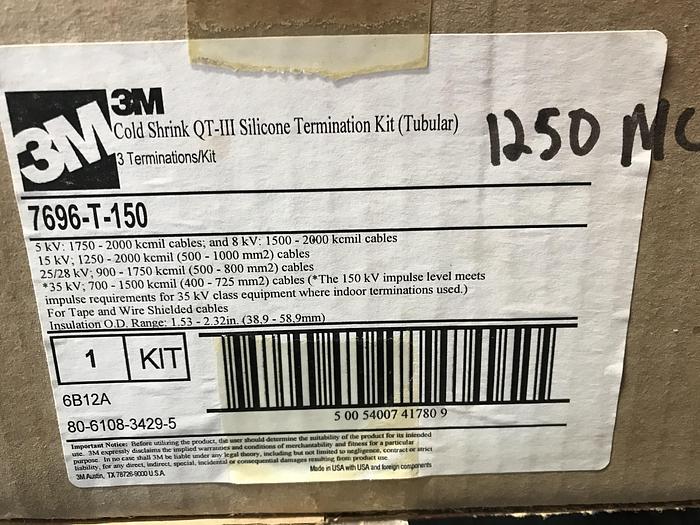 3M
3M
Cold Shrink QT-III Silicone Termination Kit (Tubular)
3 Terminations/Kit
1250 MC
7696-T-150
5 kV: 1750 - 2000 kcmil cables; and 8 kV: 1500 - 2000 kcmil cables
15 kV; 1250 - 2000 kcmil (500 - 1000 mm2) cables
25/28 kV; 900 - 1750 kcmil (500 - 800 mm2) cables
*35 kV; 700 - 1500 kcmil (400 - 725 mm2) cables (*The 150 kV impulse level meets
impulse requirements for 35 kV class equipment where indoor terminations used.)
For Tape and Wire Shielded cables
Insulation O.D. Range: 1.53 - 2.32in. (38.9 - 58.9mm)
1 KIT
6B12A
80-6108-3429-5
5 00 54007 41780 9
Important Notice: Before utilizing the product, the user should determine the suitability of the product for its intended
use. 3M expressly disclaims the implied warranties and conditions of merchantability and fitness for a particular
purpose. In no case shall 3M be liable under any legal theory, including but not limited to negligence, contract or strict
liability, for any direct, indirect, special, incidental or consequential damages resulting from product use.
3M Austin, TX 78726-9000 U.S.A.
Made in USA with USA and foreign components